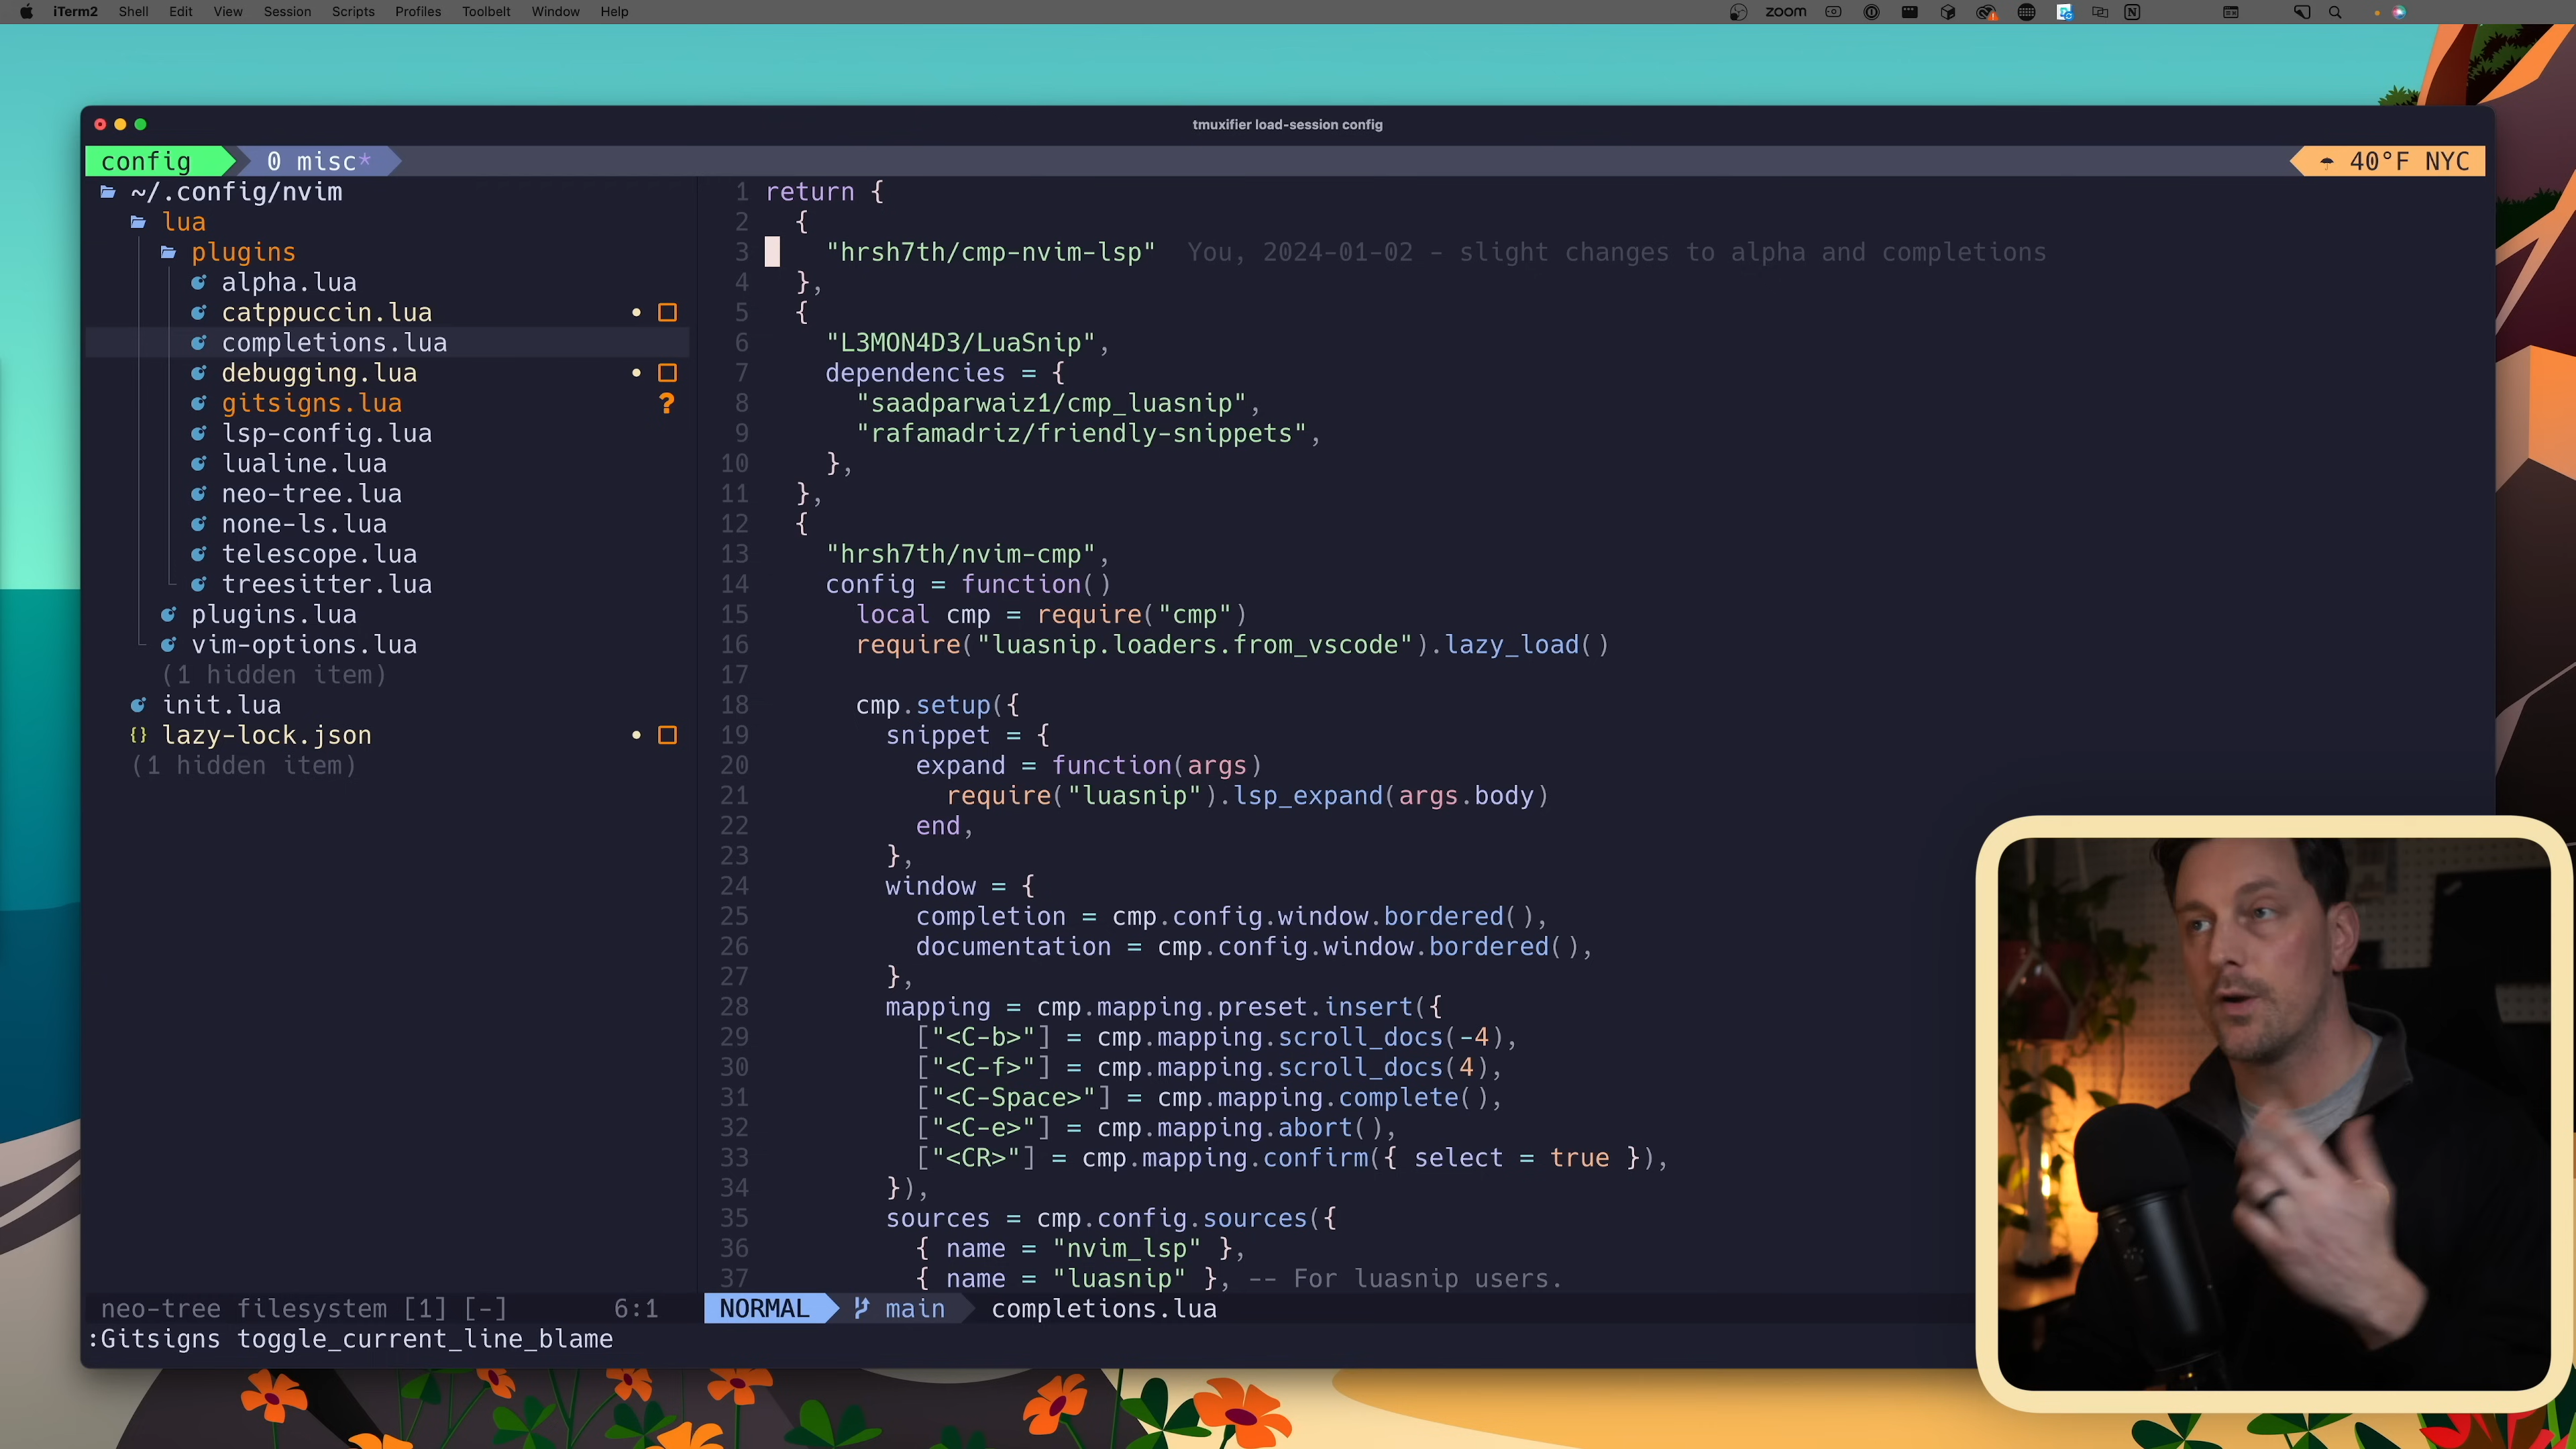 iTerm2 Shell Edit View Session Scripts Profiles Toolbelt Window Help
zoom
tmuxifier load-session config
config 0 misc* 40°F NYC
~/.config/nvim
lua
plugins
alpha.lua
catppuccin.lua
completions.lua
debugging.lua
gitsigns.lua ?
lsp-config.lua
lualine.lua
neo-tree.lua
none-ls.lua
telescope.lua
treesitter.lua
plugins.lua
vim-options.lua
(1 hidden item)
init.lua
{} lazy-lock.json
(1 hidden item)
1 return {
2 {
3 "hrsh7th/cmp-nvim-lsp" You, 2024-01-02 - slight changes to alpha and completions
4 },
5 {
6 "L3MON4D3/LuaSnip",
7 dependencies = {
8 "saadparwaiz1/cmp_luasnip",
9 "rafamadriz/friendly-snippets",
10 },
11 },
12 {
13 "hrsh7th/nvim-cmp",
14 config = function()
15 local cmp = require("cmp")
16 require("luasnip.loaders.from_vscode").lazy_load()
17
18 cmp.setup({
19 snippet = {
20 expand = function(args)
21 require("luasnip").lsp_expand(args.body)
22 end,
23 },
24 window = {
25 completion = cmp.config.window.bordered(),
26 documentation = cmp.config.window.bordered(),
27 },
28 mapping = cmp.mapping.preset.insert({
29 ["<C-b>"] = cmp.mapping.scroll_docs(-4),
30 ["<C-f>"] = cmp.mapping.scroll_docs(4),
31 ["<C-Space>"] = cmp.mapping.complete(),
32 ["<C-e>"] = cmp.mapping.abort(),
33 ["<CR>"] = cmp.mapping.confirm({ select = true }),
34 }),
35 sources = cmp.config.sources({
36 { name = "nvim_lsp" },
37 { name = "luasnip" }, -- For luasnip users.
neo-tree filesystem [1] [-] 6:1
NORMAL main completions.lua
:Gitsigns toggle_current_line_blame